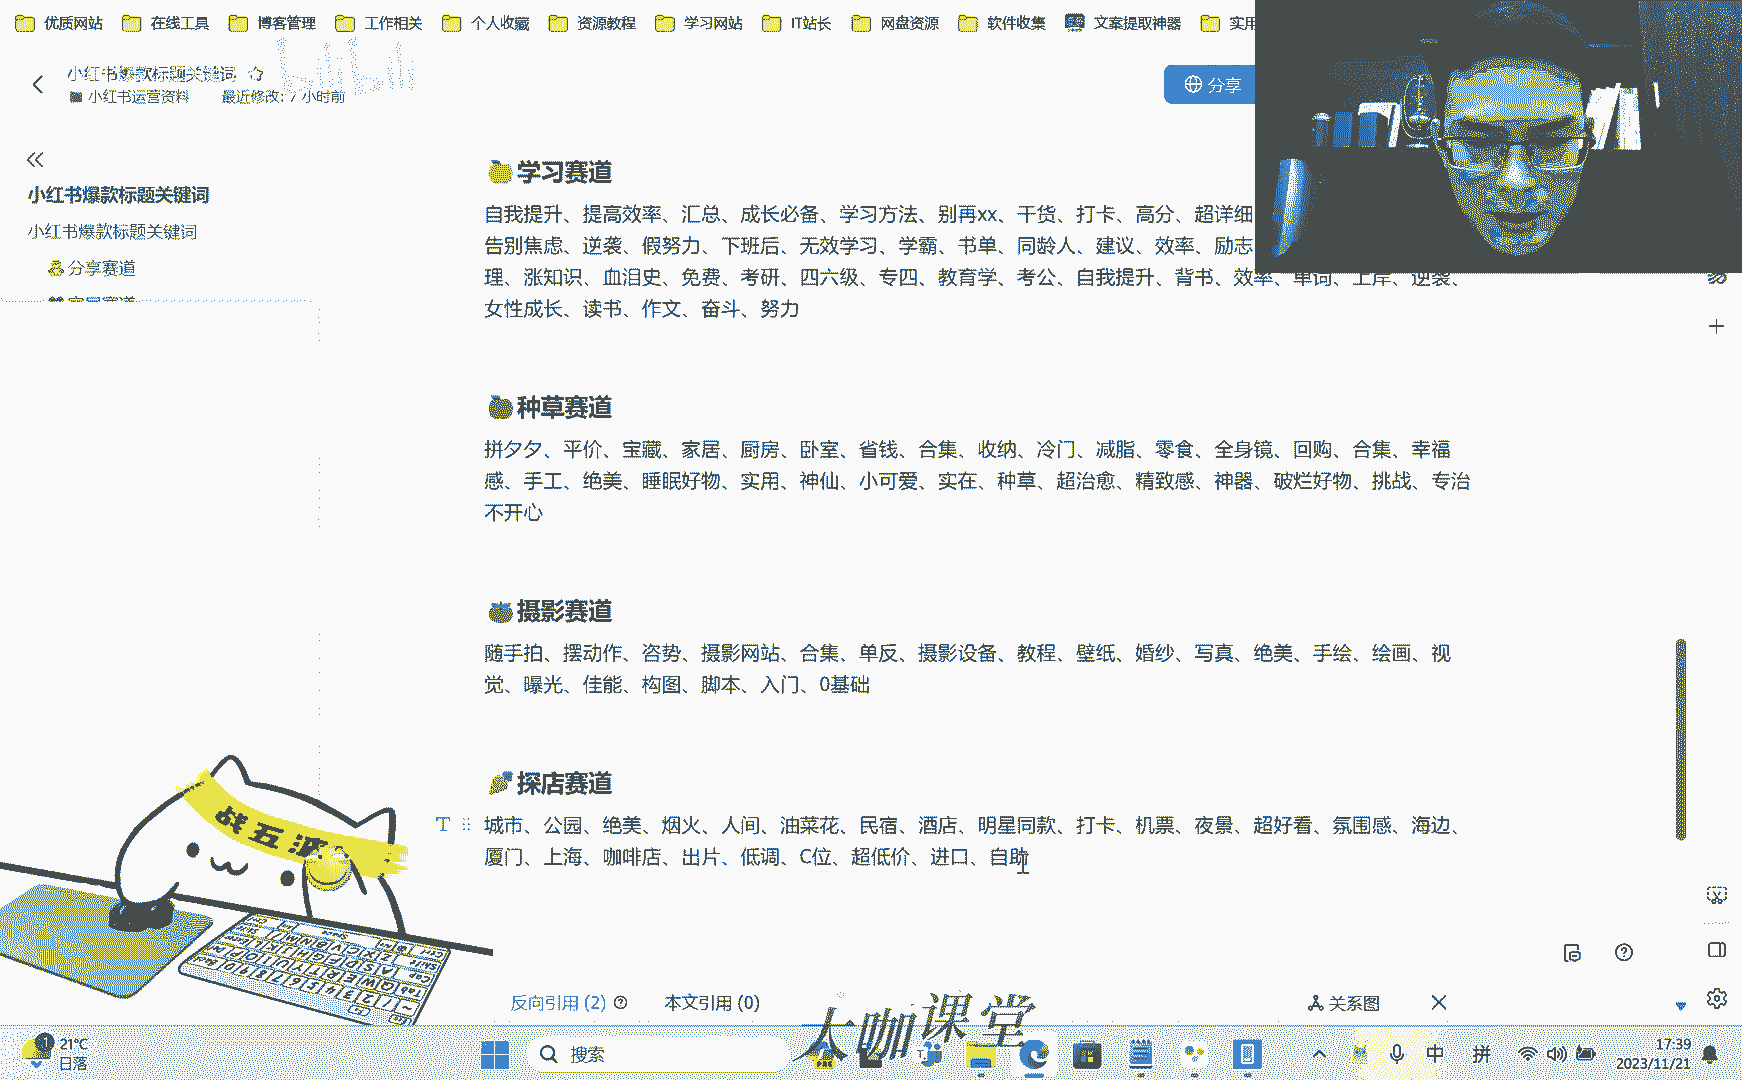 优质网站 在线工具 博客管理 工作相关 个人收藏 资源教程 学习网站 IT站长 网盘资源 软件收集 文案提取神器 实用
小红书爆款标题关键词
小红书运营资料 最近修改: 7 小时前
分享
小红书爆款标题关键词
小红书爆款标题关键词
分享赛道
学习赛道
自我提升、提高效率、汇总、成长必备、学习方法、别再xx、干货、打卡、高分、超详细
告别焦虑、逆袭、假努力、下班后、无效学习、学霸、书单、同龄人、建议、效率、励志
理、涨知识、血泪史、免费、考研、四六级、专四、教育学、考公、自我提升、背书、效率、单词、上岸、逆袭、
女性成长、读书、作文、奋斗、努力
种草赛道
拼夕夕、平价、宝藏、家居、厨房、卧室、省钱、合集、收纳、冷门、减脂、零食、全身镜、回购、合集、幸福
感、手工、绝美、睡眠好物、实用、神仙、小可爱、实在、种草、超治愈、精致感、神器、破烂好物、挑战、专治
不开心
摄影赛道
随手拍、摆动作、咨势、摄影网站、合集、单反、摄影设备、教程、壁纸、婚纱、写真、绝美、手绘、绘画、视
觉、曝光、佳能、构图、脚本、入门、0基础
探店赛道
城市、公园、绝美、烟火、人间、油菜花、民宿、酒店、明星同款、打卡、机票、夜景、超好看、氛围感、海边、
厦门、上海、咖啡店、出片、低调、C位、超低价、进口、自助
战五渣
反向引用 (2) 本文引用 (0) 关系图
大咖课堂
21°C
日落
搜索
中 拼
17:39
2023/11/21